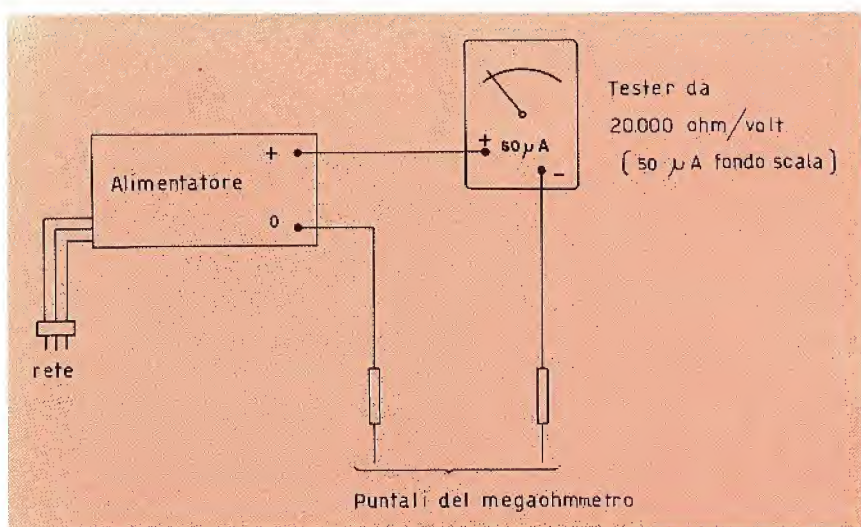 Tester da
20.000 ohm/volt
( 50 μA fondo scala )
+ 50μA
-
Alimentatore
+
0
rete
Puntali del megaohmmetro